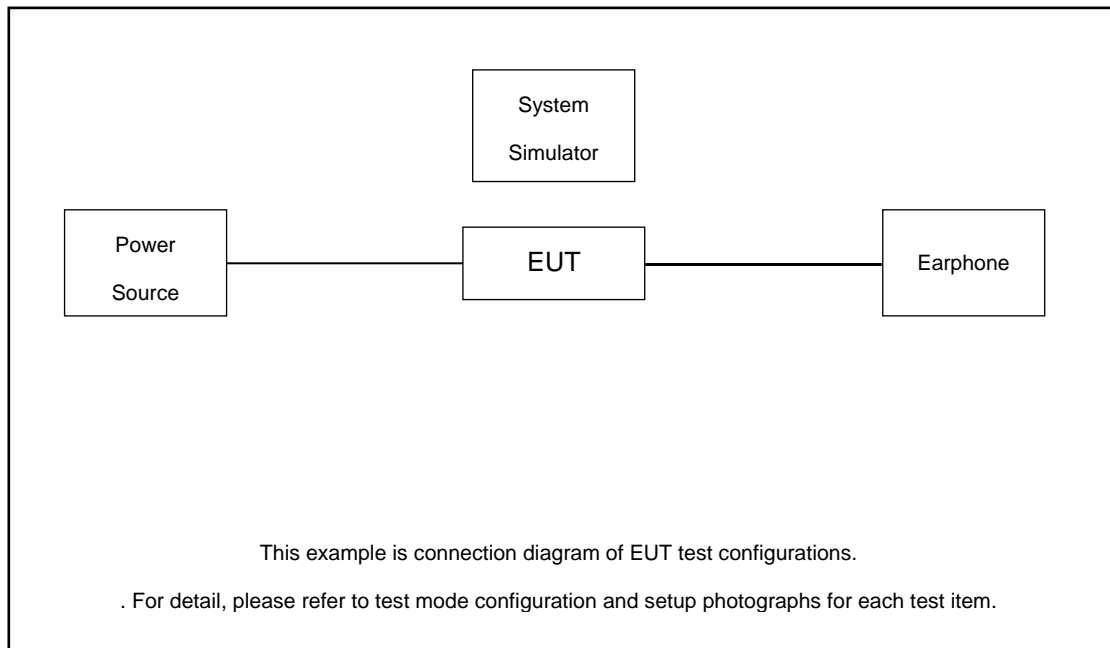 System
Simulator
Power
Source
EUT
Earphone
This example is connection diagram of EUT test configurations.
. For detail, please refer to test mode configuration and setup photographs for each test item.